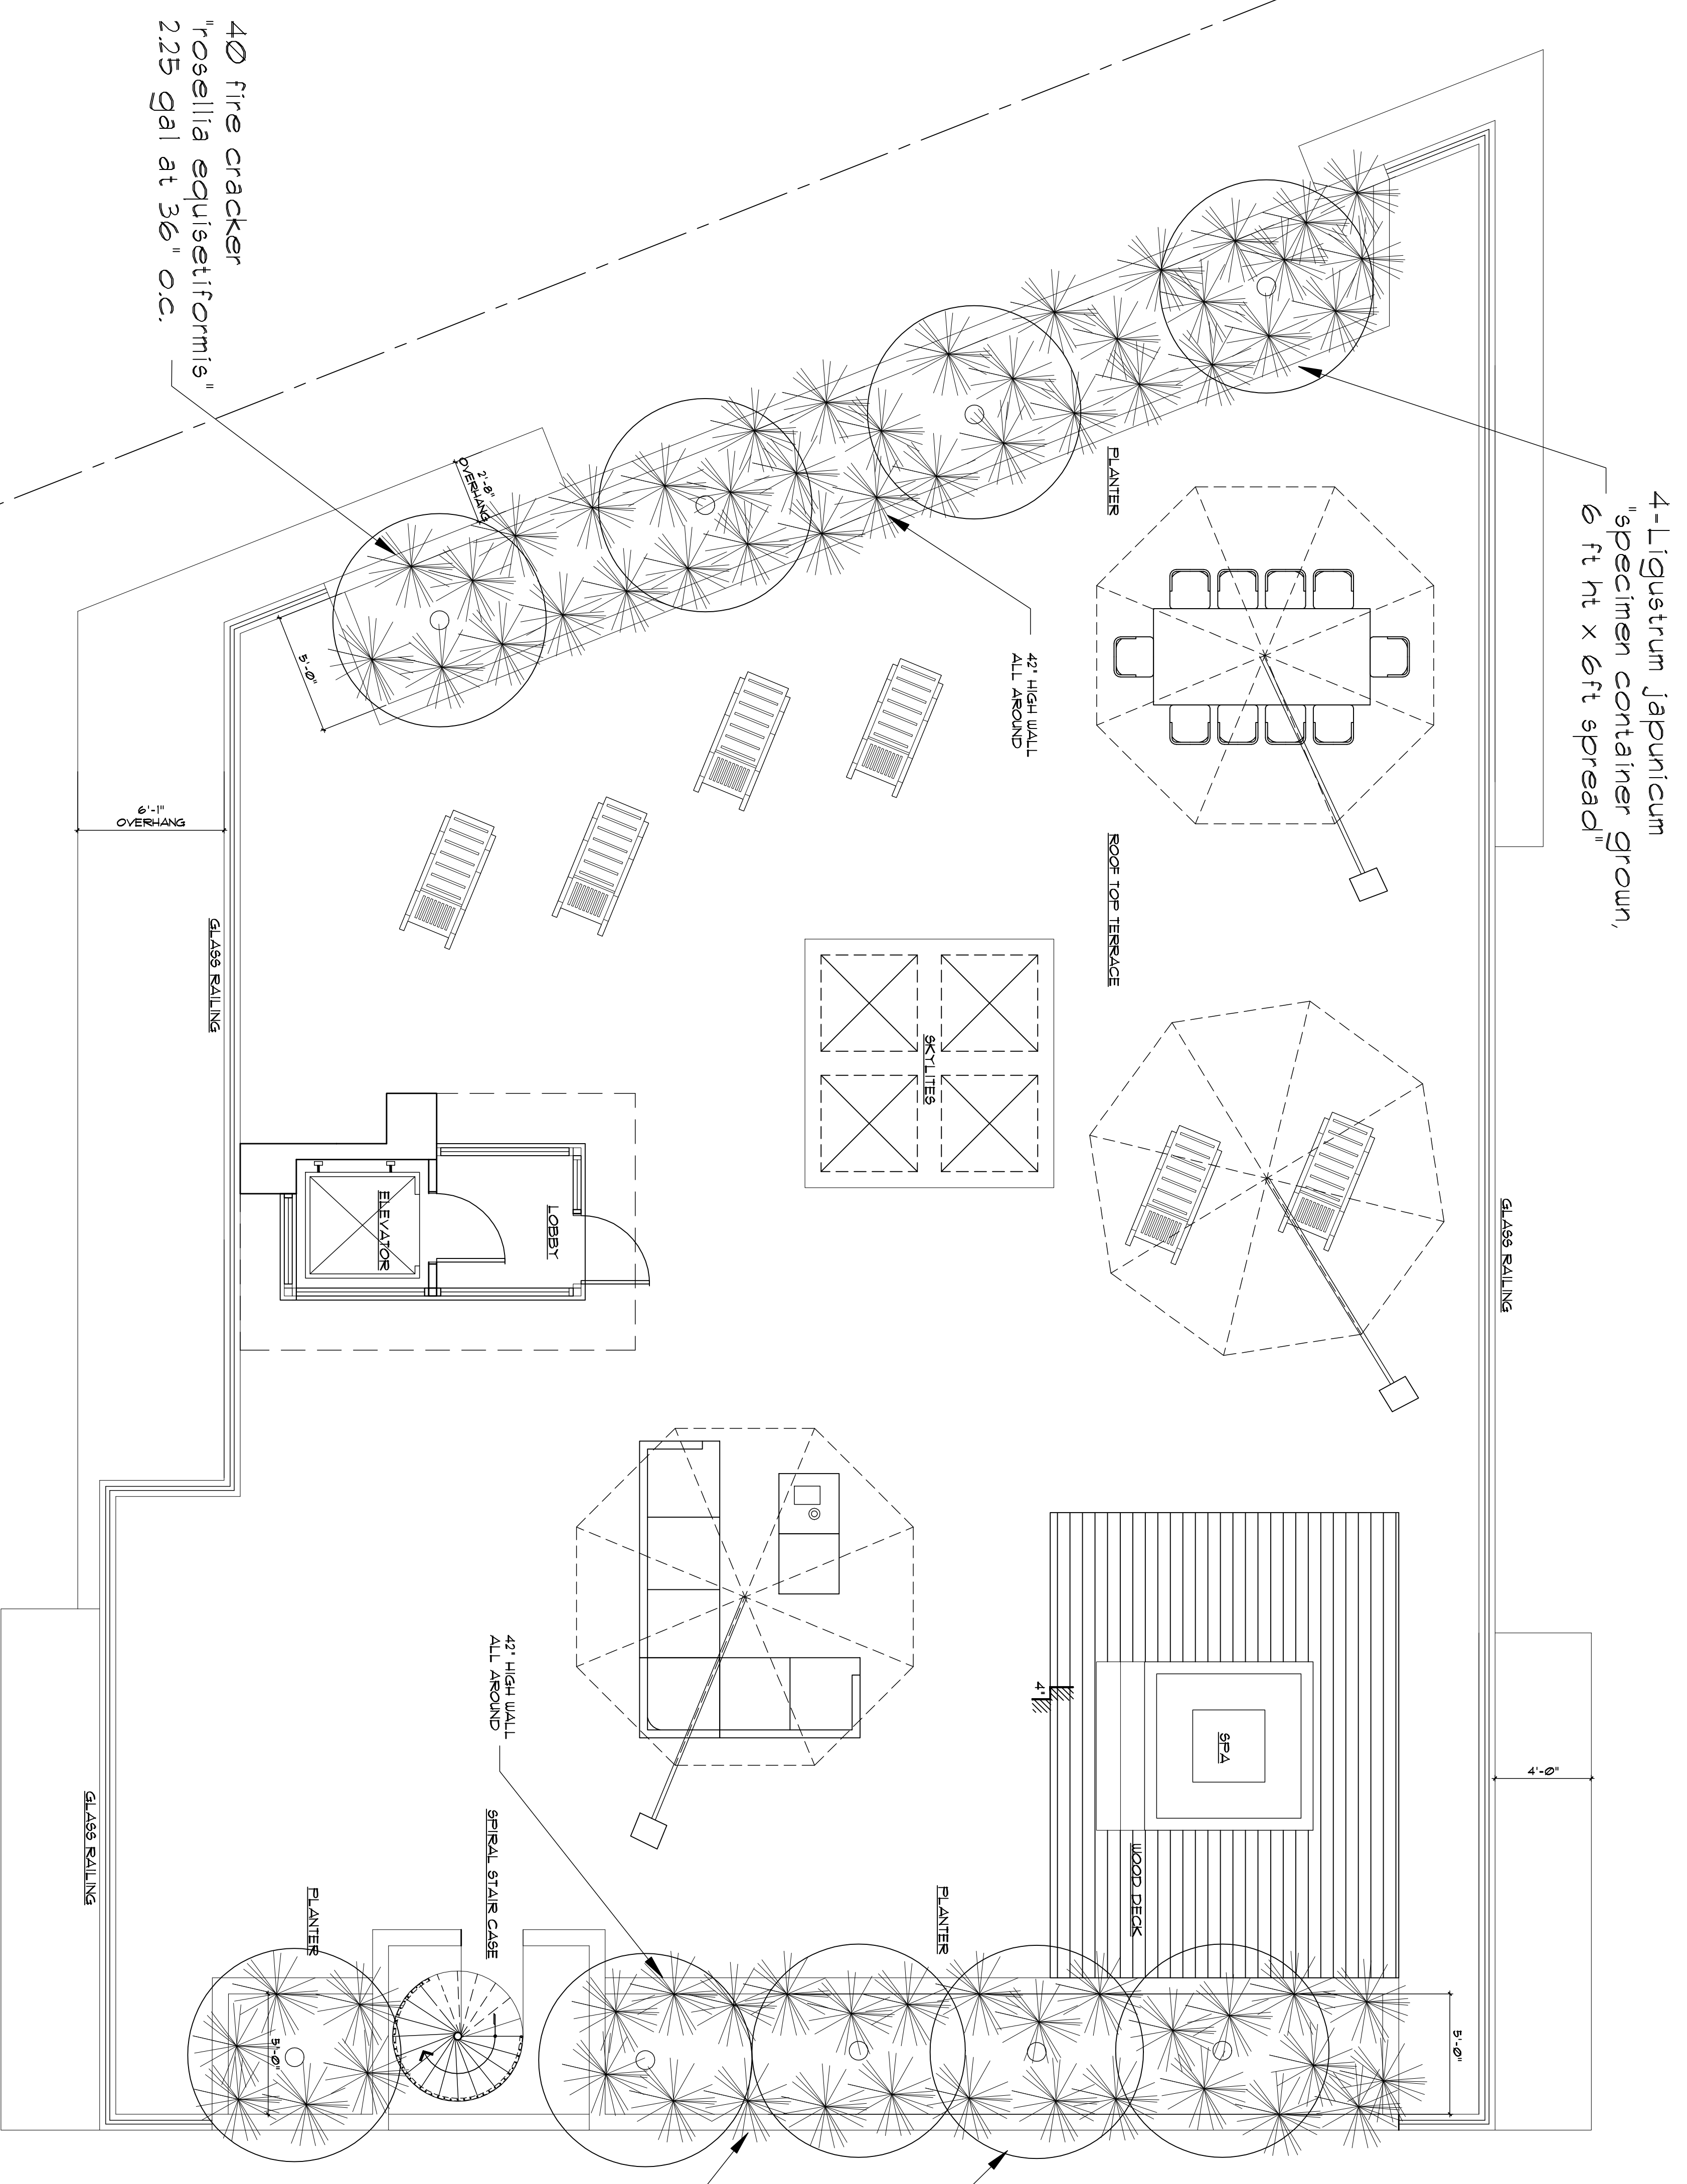 4-Ligustrum japunicum
"specimen container grown,
6 ft ht x 6ft spread"
40 fire cracker
"rosellia equisetiformis"
2.25 gal at 36" o.c.
2'-8"
OVERHANG
5'-0"
6'-1"
OVERHANG
GLASS RAILING
PLANTER
42" HIGH WALL
ALL AROUND
ROOF TOP TERRACE
SKYLITES
GLASS RAILING
ELEVATOR
LOBBY
42" HIGH WALL
ALL AROUND
4"
SPA
4'-0"
WOOD DECK
GLASS RAILING
PLANTER
SPIRAL STAIR CASE
PLANTER
5'-0"
5'-0"